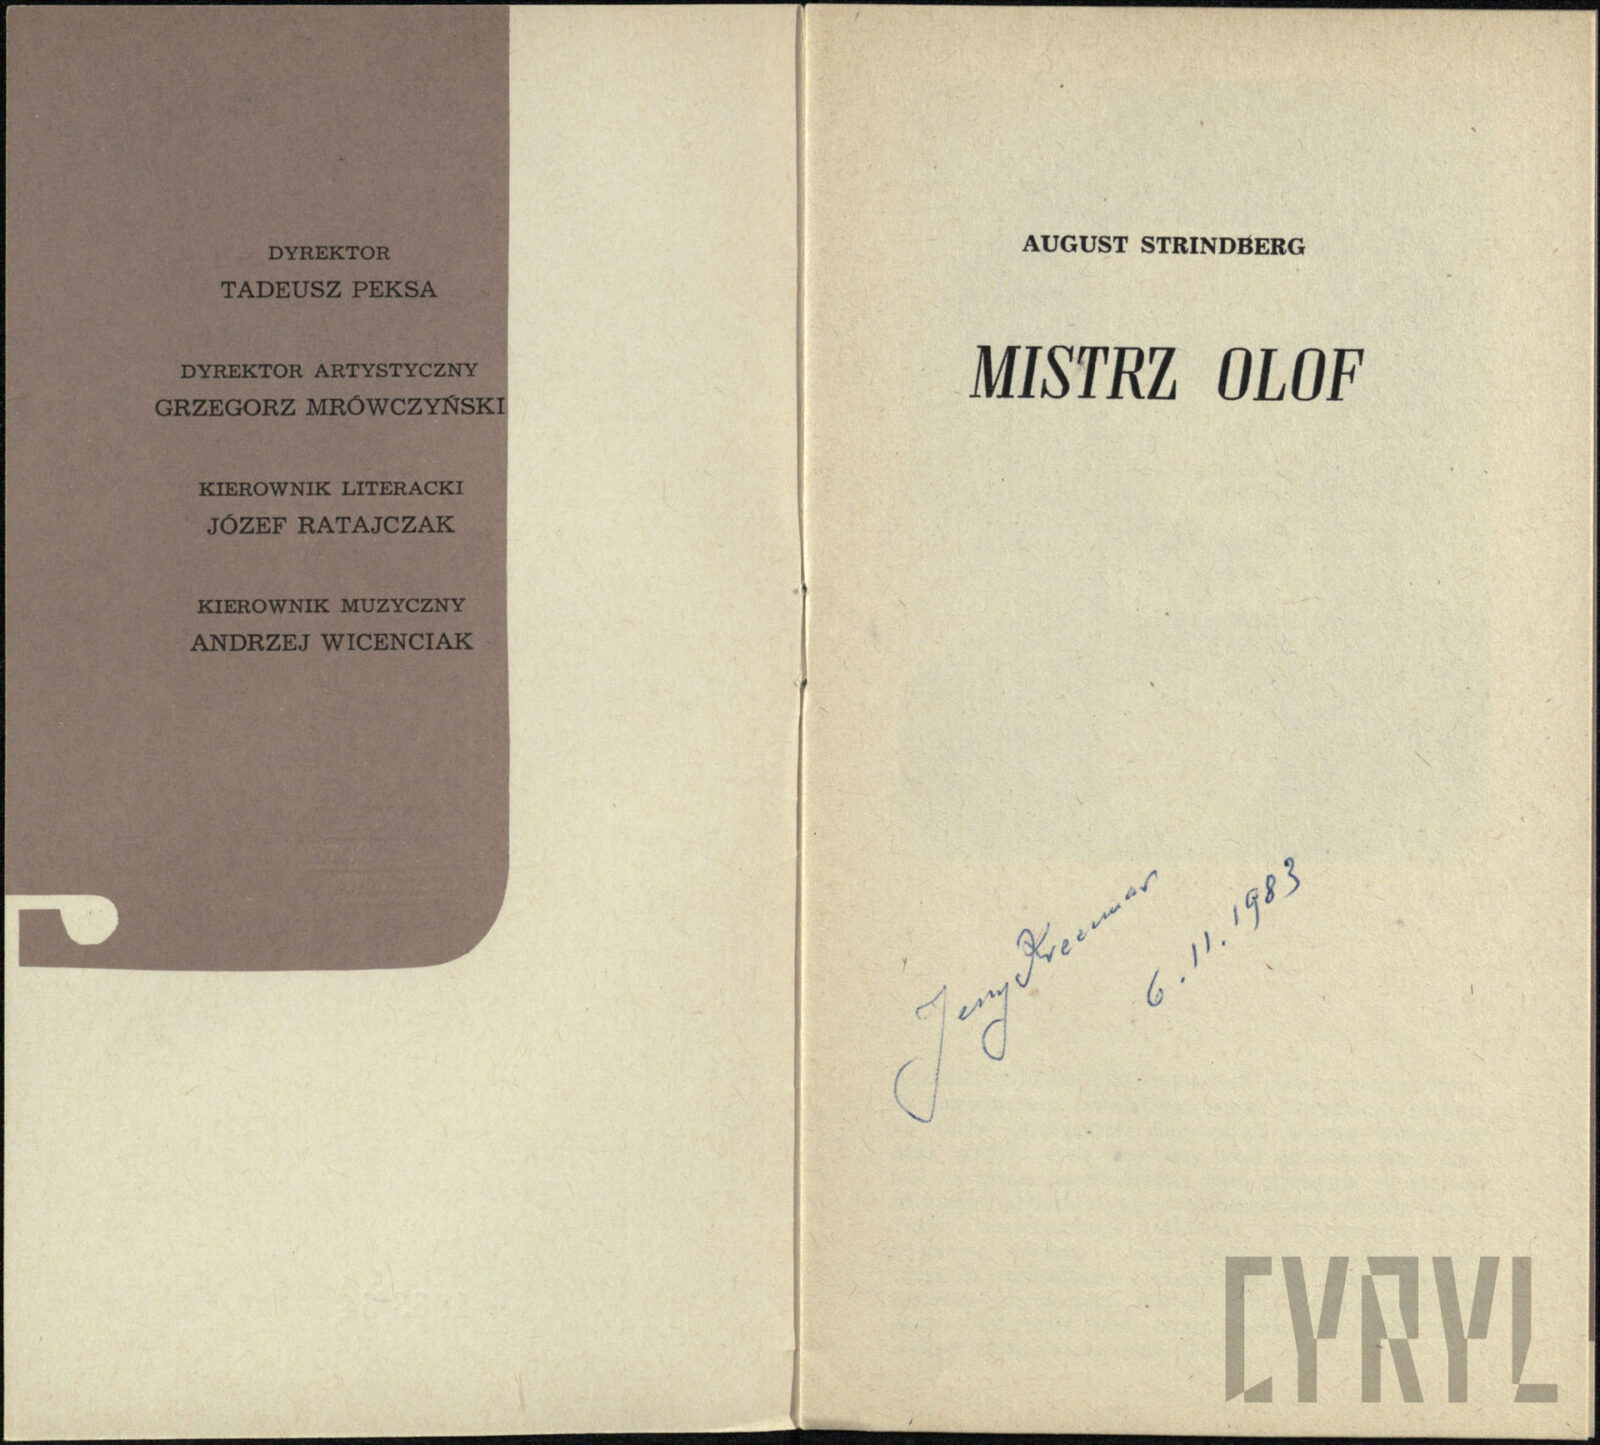 DYREKTOR
TADEUSZ PEKSA
DYREKTOR ARTYSTYCZNY
GRZEGORZ MRÓWCZYŃSKI
KIEROWNIK LITERACKI
JÓZEF RATAJCZAK
KIEROWNIK MUZYCZNY
ANDRZEJ WICENCIAK
AUGUST STRINDBERG
MISTRZ OLOF
Jerzy
6.11.1983
CYRYL